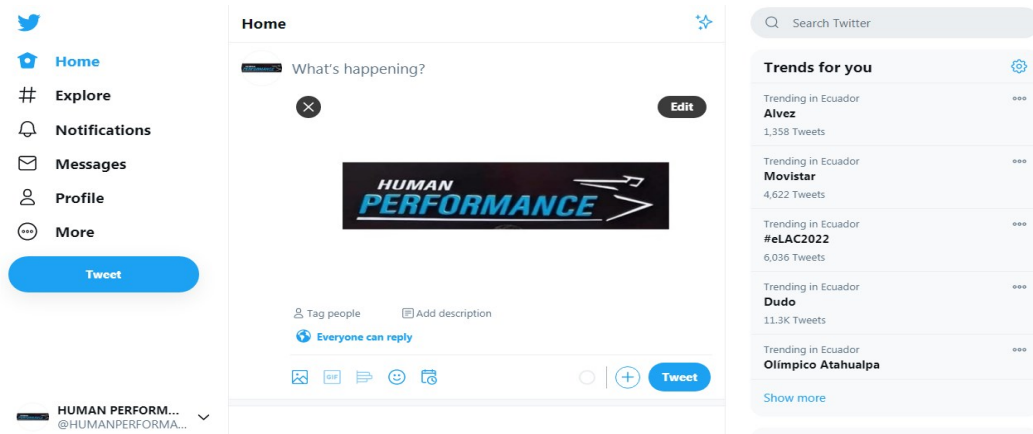 Home
Explore
Notifications
Messages
Profile
More
Tweet
HUMAN PERFORM...
@HUMANPERFORMA...
Home
What's happening?
Edit
HUMAN
PERFORMANCE
Tag people
Add description
Everyone can reply
GIF
Tweet
Search Twitter
Trends for you
Trending in Ecuador
Alvez
1,358 Tweets
Trending in Ecuador
Movistar
4,622 Tweets
Trending in Ecuador
#eLAC2022
6,036 Tweets
Trending in Ecuador
Dudo
11.3K Tweets
Trending in Ecuador
Olímpico Atahualpa
Show more